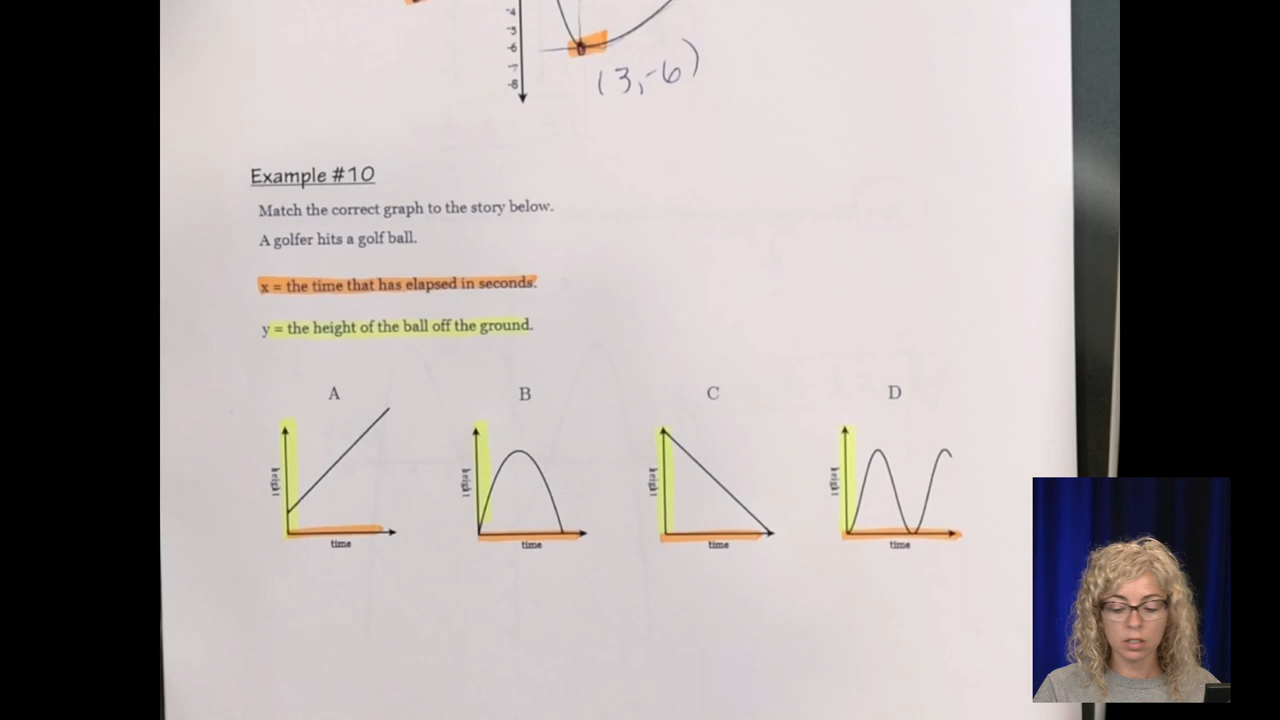 -4
-5
-6
-7
-8
(3,-6)
Example #10
Match the correct graph to the story below.
A golfer hits a golf ball.
x = the time that has elapsed in seconds.
y = the height of the ball off the ground.
A B C D
height height height height
time time time time